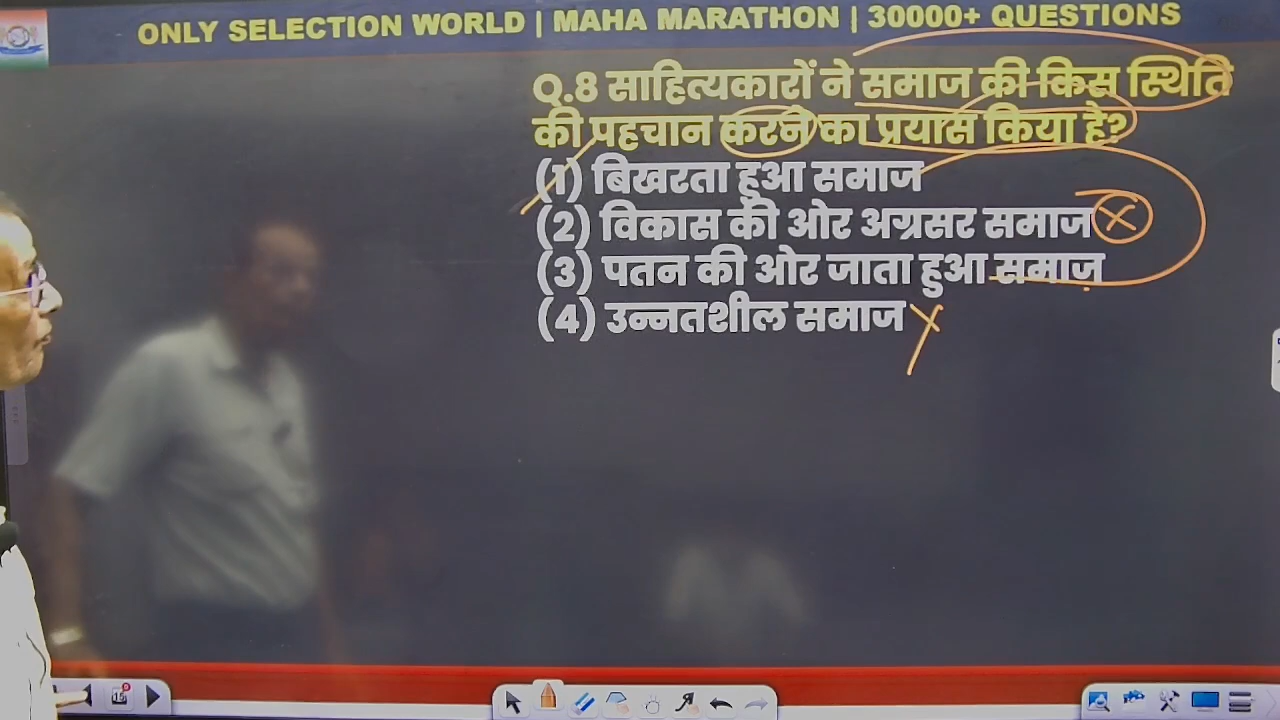 ONLY SELECTION WORLD | MAHA MARATHON | 30000+ QUESTIONS
Q.8 साहित्यकारों ने समाज की किस स्थिति
की पहचान करने का प्रयास किया हे?
(1) बिखरता हुआ समाज
(2) विकास की ओर अग्रसर समाज
(3) पतन की ओर जाता हुआ समाज
(4) उन्नतशील समाज